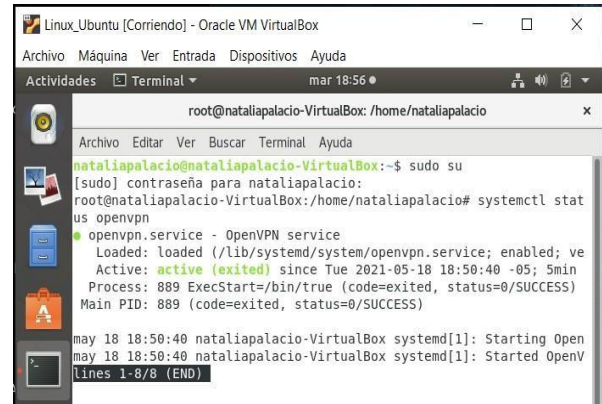 Linux_Ubuntu [Corriendo] - Oracle VM VirtualBox
Archivo Máquina Ver Entrada Dispositivos Ayuda
Actividades Terminal mar 18:56
root@nataliapalacio-VirtualBox: /home/nataliapalacio
Archivo Editar Ver Buscar Terminal Ayuda
nataliapalacio@nataliapalacio-VirtualBox:~$ sudo su
[sudo] contraseña para nataliapalacio:
root@nataliapalacio-VirtualBox:/home/nataliapalacio# systemctl stat
us openvpn
● openvpn.service - OpenVPN service
Loaded: loaded (/lib/systemd/system/openvpn.service; enabled; ve
Active: active (exited) since Tue 2021-05-18 18:50:40 -05; 5min
Process: 889 ExecStart=/bin/true (code=exited, status=0/SUCCESS)
Main PID: 889 (code=exited, status=0/SUCCESS)
may 18 18:50:40 nataliapalacio-VirtualBox systemd[1]: Starting Open
may 18 18:50:40 nataliapalacio-VirtualBox systemd[1]: Started OpenV
lines 1-8/8 (END)